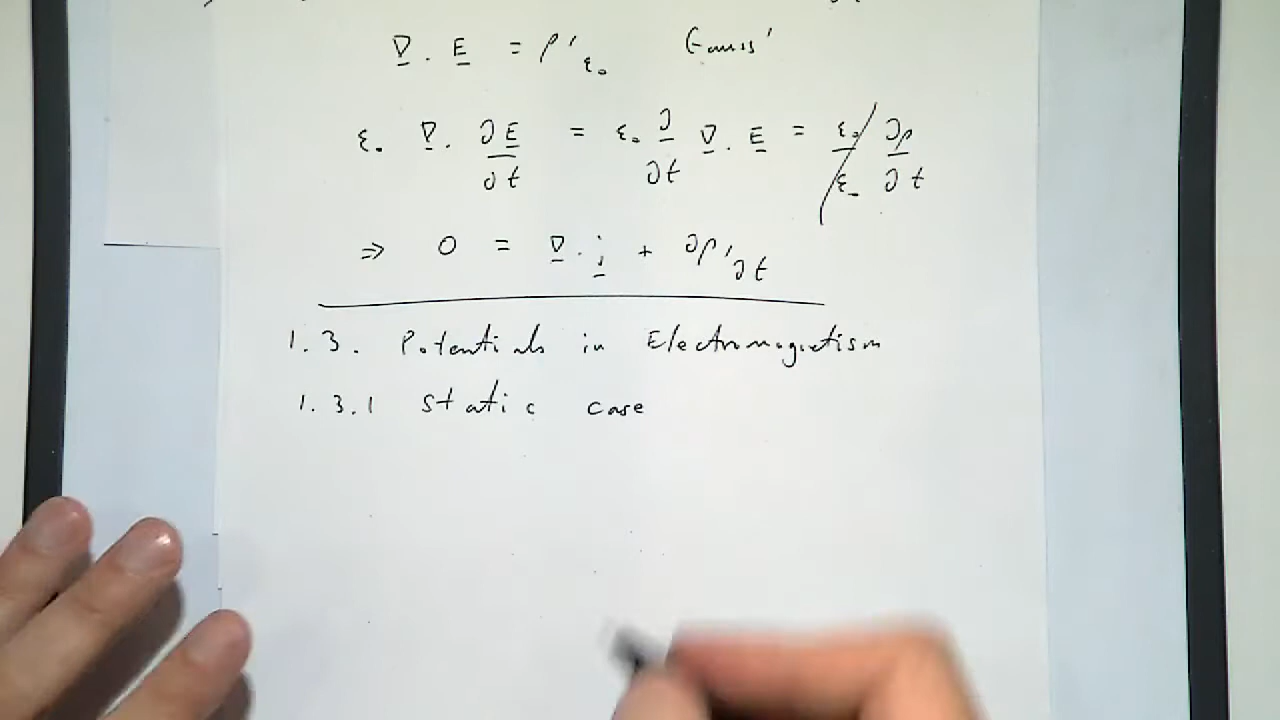 ∇ . E = ρ/ε₀ Gauss'
ε₀ ∇ . ∂E/∂t = ε₀ ∂/∂t ∇ . E = ε₀/ε₀ ∂ρ/∂t
⇒ 0 = ∇ . j + ∂ρ/∂t
1.3. Potentials in Electromagnetism
1.3.1 Static case